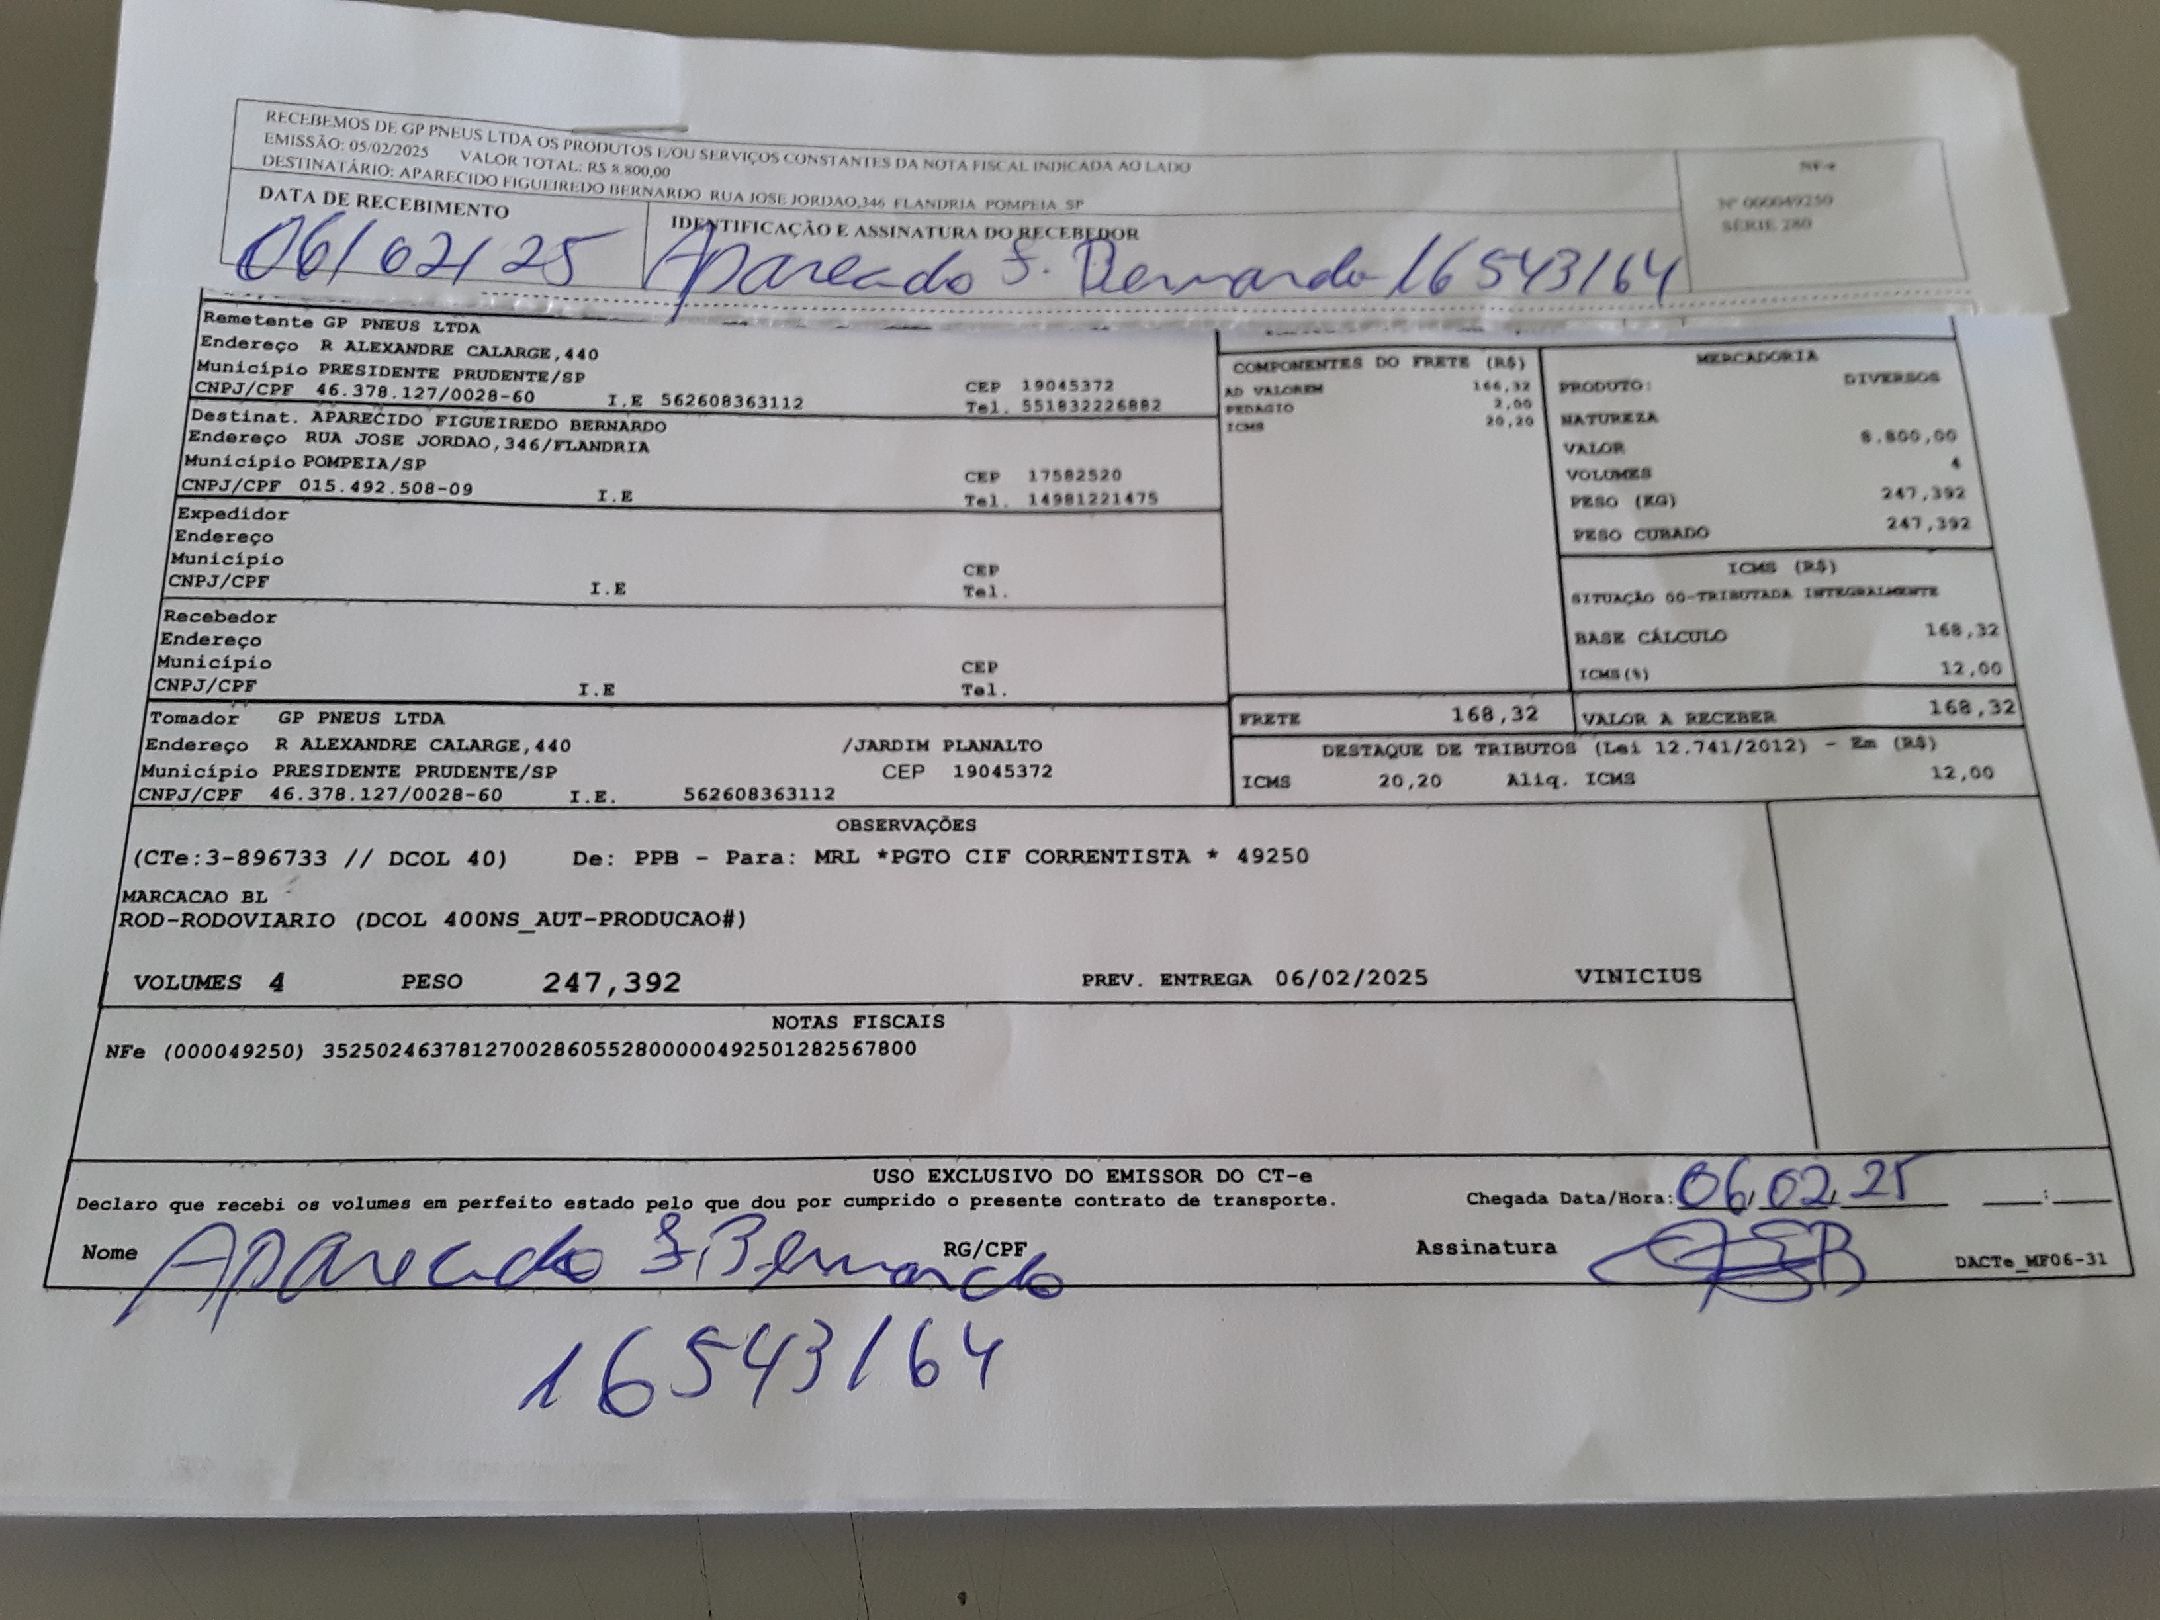 RECEBEMOS DE GP PNEUS LTDA OS PRODUTOS E/OU SERVIÇOS CONSTANTES DA NOTA FISCAL INDICADA AO LADO
EMISSÃO: 05/02/2025 VALOR TOTAL: R$ 8.800,00
DESTINATÁRIO: APARECIDO FIGUEIREDO BERNARDO RUA JOSE JORDAO,346 FLANDRIA POMPEIA SP
NF-e
Nº 000049250
SÉRIE 280
DATA DE RECEBIMENTO
06/02/25
IDENTIFICAÇÃO E ASSINATURA DO RECEBEDOR
Aparecido F. Bernardo 16543164
Remetente GP PNEUS LTDA
Endereço R ALEXANDRE CALARGE,440
Município PRESIDENTE PRUDENTE/SP CEP 19045372
CNPJ/CPF 46.378.127/0028-60 I.E 562608363112 Tel. 551832226882
Destinat. APARECIDO FIGUEIREDO BERNARDO
Endereço RUA JOSE JORDAO,346/FLANDRIA
Município POMPEIA/SP CEP 17582520
CNPJ/CPF 015.492.508-09 I.E Tel. 14981221475
Expedidor
Endereço
Município CEP
CNPJ/CPF I.E Tel.
Recebedor
Endereço
Município CEP
CNPJ/CPF I.E Tel.
Tomador GP PNEUS LTDA
Endereço R ALEXANDRE CALARGE,440 /JARDIM PLANALTO
Município PRESIDENTE PRUDENTE/SP CEP 19045372
CNPJ/CPF 46.378.127/0028-60 I.E. 562608363112
COMPONENTES DO FRETE (R$)
AD VALOREM 166,32
PEDAGIO 2,00
ICMS 20,20
MERCADORIA
PRODUTO: DIVERSOS
NATUREZA
VALOR 8.800,00
VOLUMES 4
PESO (KG) 247,392
PESO CUBADO 247,392
ICMS (R$)
SITUAÇÃO 00-TRIBUTADA INTEGRALMENTE
BASE CÁLCULO 168,32
ICMS(%) 12,00
FRETE 168,32 VALOR A RECEBER 168,32
DESTAQUE DE TRIBUTOS (Lei 12.741/2012) - Em (R$)
ICMS 20,20 Aliq. ICMS 12,00
OBSERVAÇÕES
(CTe:3-896733 // DCOL 40) De: PPB - Para: MRL *PGTO CIF CORRENTISTA * 49250
MARCACAO BL
ROD-RODOVIARIO (DCOL 400NS_AUT-PRODUCAO#)
VOLUMES 4 PESO 247,392 PREV. ENTREGA 06/02/2025 VINICIUS
NOTAS FISCAIS
NFe (000049250) 35250246378127002860552800000492501282567800
USO EXCLUSIVO DO EMISSOR DO CT-e
Declaro que recebi os volumes em perfeito estado pelo que dou por cumprido o presente contrato de transporte. Chegada Data/Hora: 06/02/25 :
Nome Aparecido F. Bernardo RG/CPF Assinatura DACTe_MF06-31
16543164